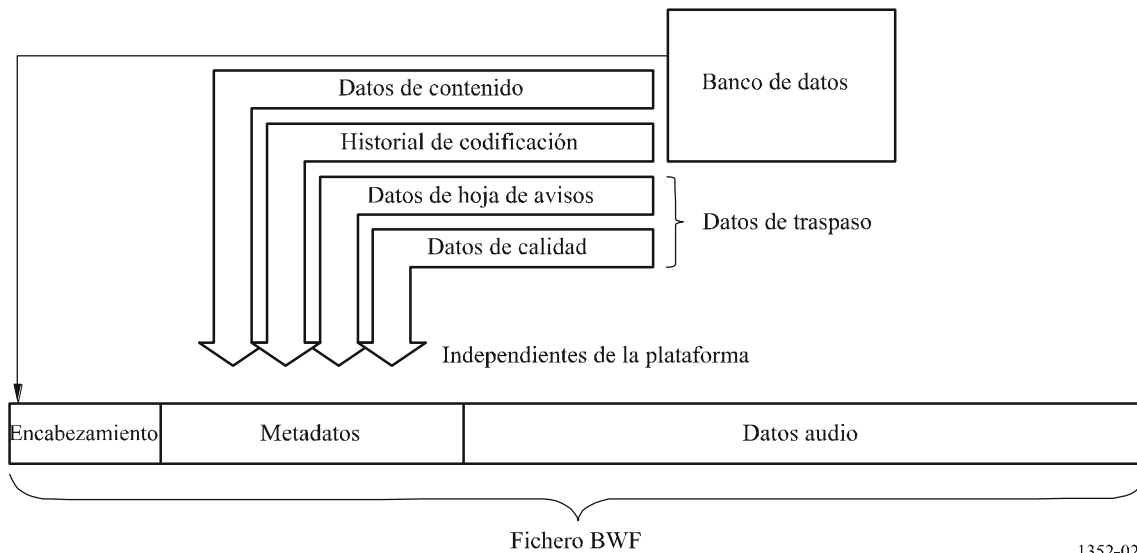 Banco de datos
Datos de contenido
Historial de codificación
Datos de hoja de avisos
Datos de traspaso
Datos de calidad
Independientes de la plataforma
Encabezamiento
Metadatos
Datos audio
Fichero BWF
1352-02